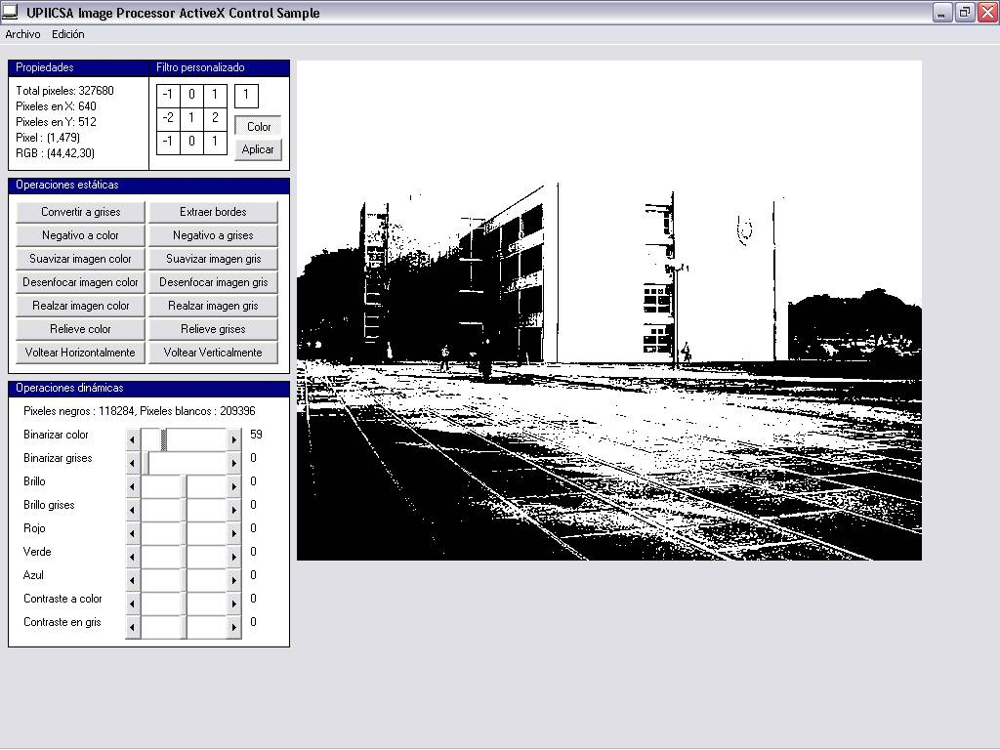 UPIICSA Image Processor ActiveX Control Sample
Archivo Edición
Propiedades
Total pixeles: 327680
Pixeles en X: 640
Pixeles en Y: 512
Pixel : (1,479)
RGB : (44,42,30)
Filtro personalizado
-1 0 1 1
-2 1 2
-1 0 1
Color
Aplicar
Operaciones estáticas
Convertir a grises Extraer bordes
Negativo a color Negativo a grises
Suavizar imagen color Suavizar imagen gris
Desenfocar imagen color Desenfocar imagen gris
Realzar imagen color Realzar imagen gris
Relieve color Relieve grises
Voltear Horizontalmente Voltear Verticalmente
Operaciones dinámicas
Pixeles negros : 118284, Pixeles blancos : 209396
Binarizar color 59
Binarizar grises 0
Brillo 0
Brillo grises 0
Rojo 0
Verde 0
Azul 0
Contraste a color 0
Contraste en gris 0